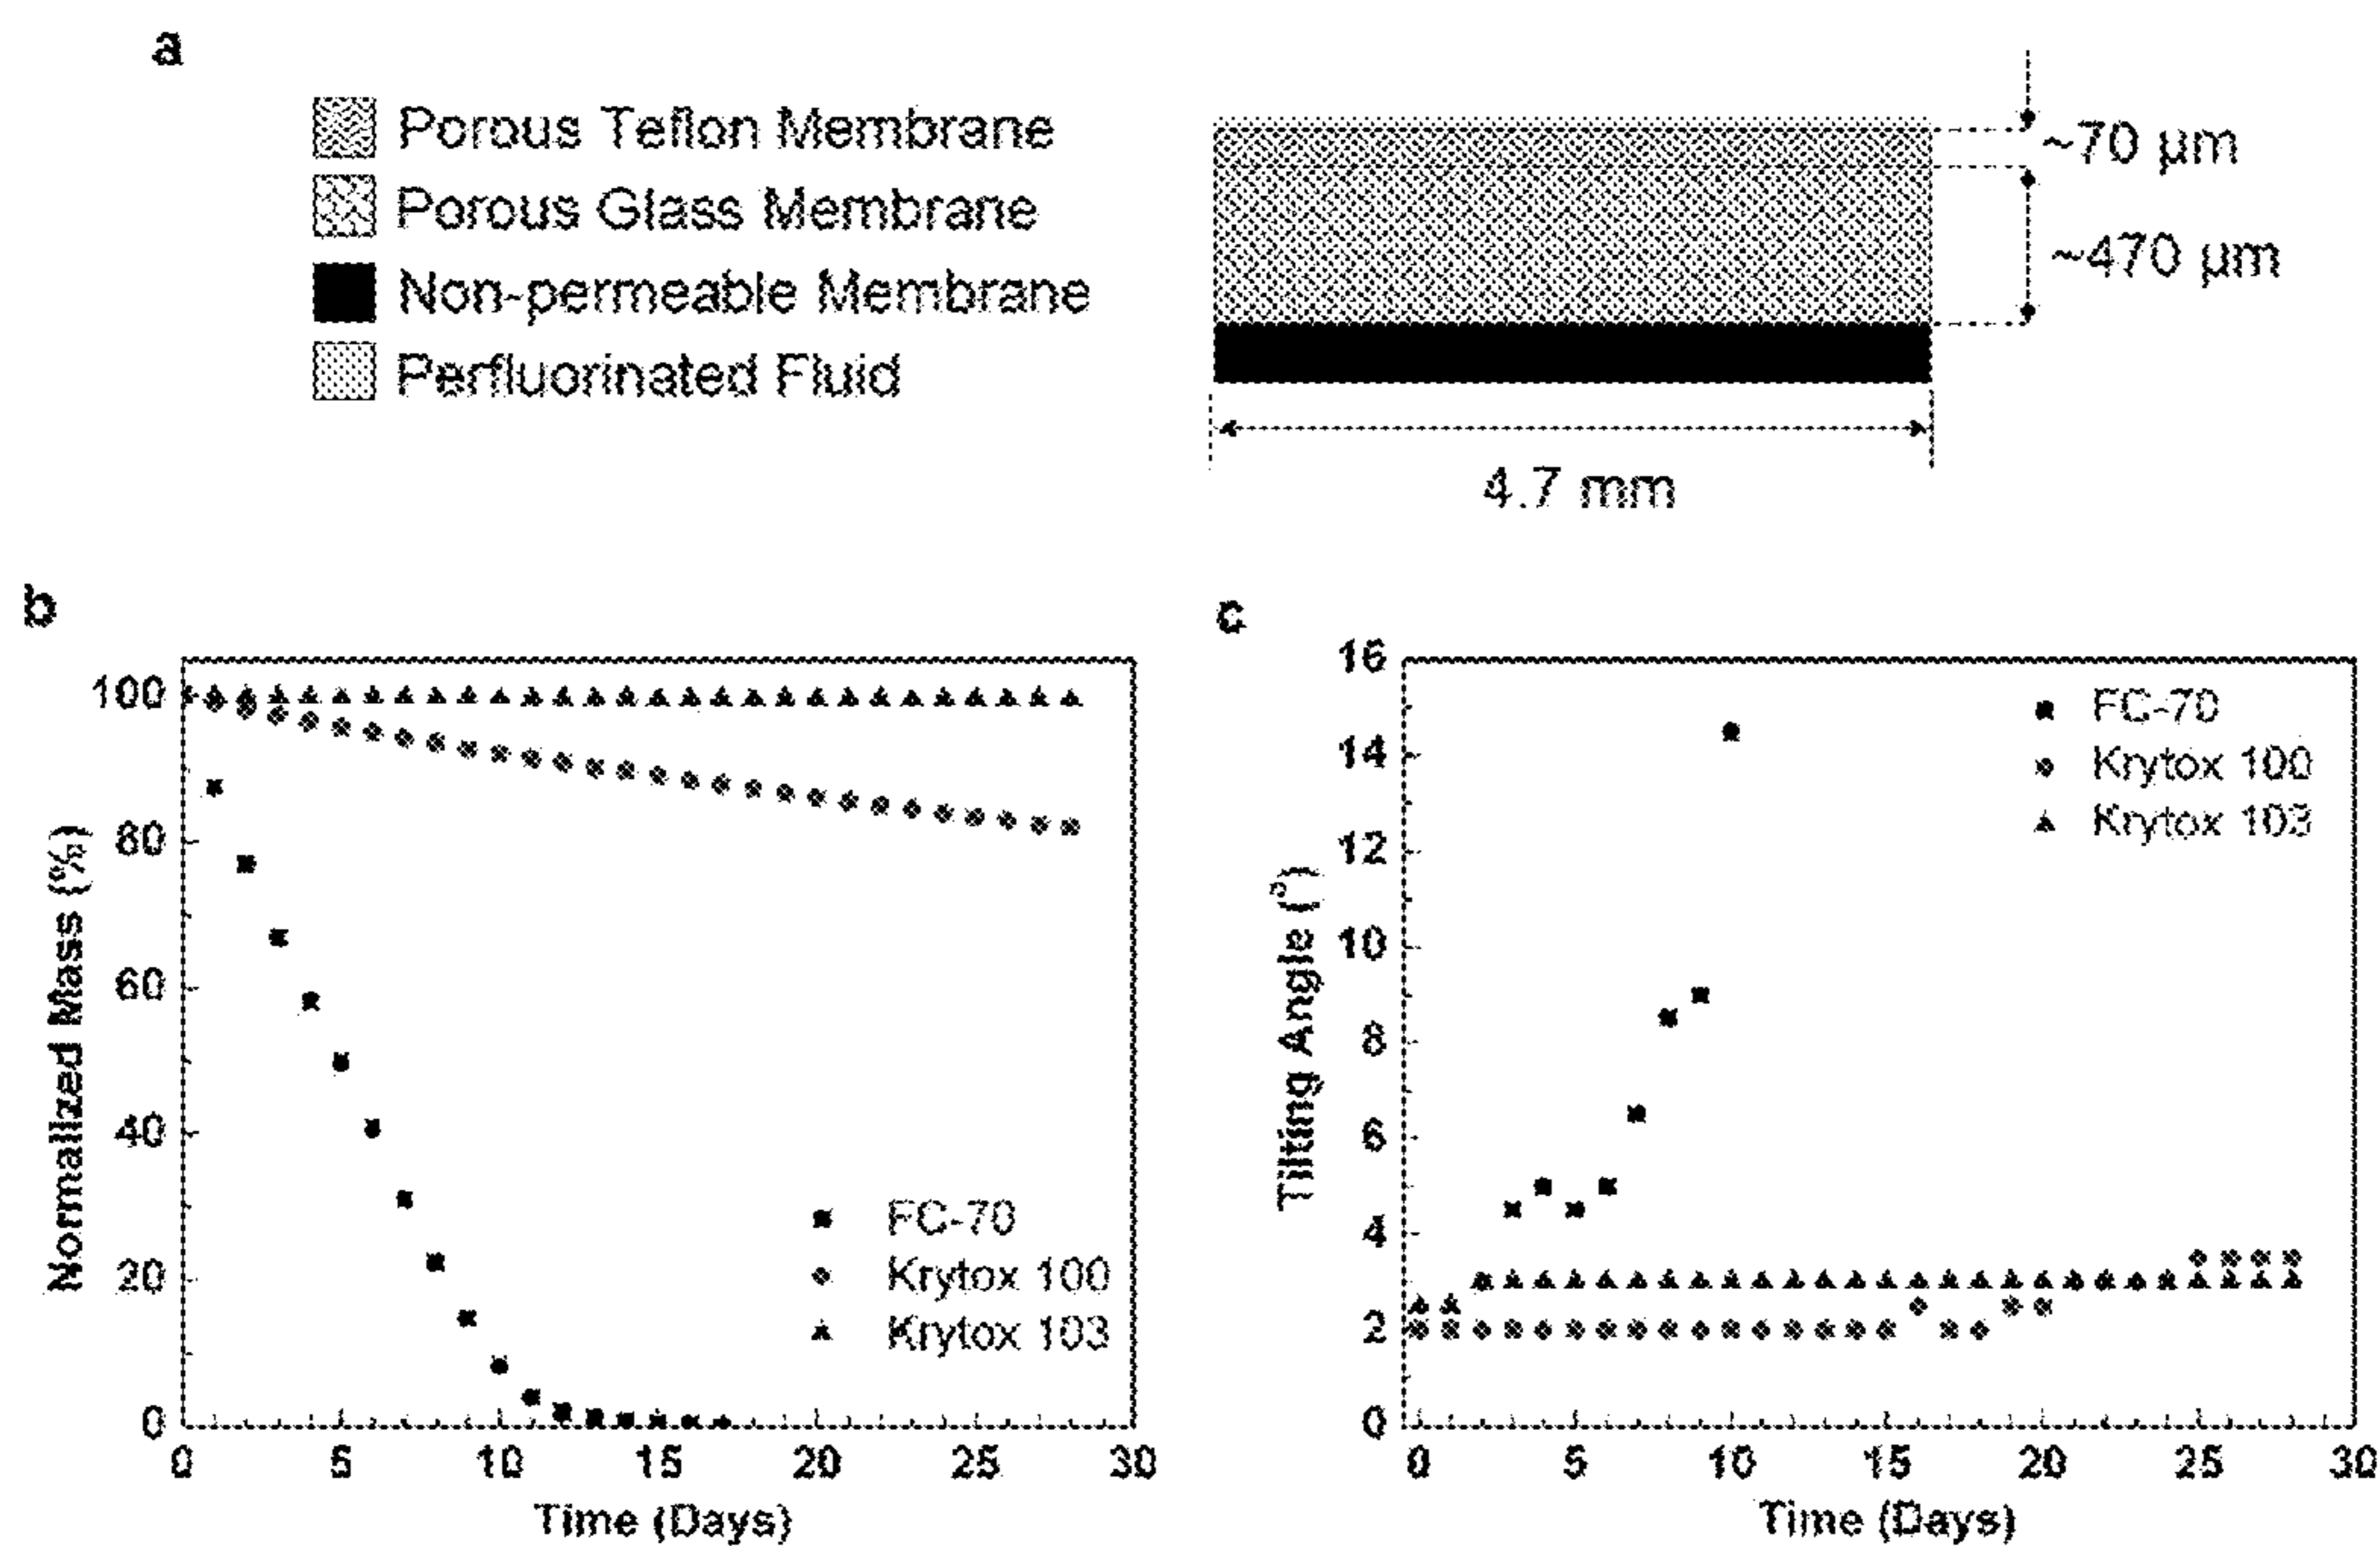 a
Porous Teflon Membrane
Porous Glass Membrane
Non-permeable Membrane
Perfluorinated Fluid
~70 µm
~470 µm
4.7 mm
b
100
80
60
40
20
0
0 5 10 15 20 25 30
Normalized Mass (%)
Time (Days)
FC-70
Krytox 100
Krytox 103
c
16
14
12
10
8
6
4
2
0
0 5 10 15 20 25 30
Tilting Angle (°)
Time (Days)
FC-70
Krytox 100
Krytox 103